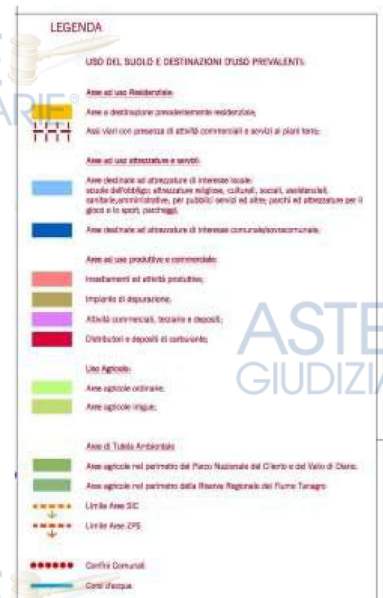 LEGENDA
USO DEL SUOLO E DESTINAZIONI D'USO PREVALENTI:
Aree ad uso Residenziale:
Aree a destinazione prevalentemente residenziale;
Assi viari con presenza di attività commerciali e servizi ai piani terra;
Aree ad uso attrezzature e servizi:
Aree destinate ad attrezzature di interesse locale:
scuole dell'obbligo; attrezzature religiose, culturali, sociali, assistenziali,
sanitarie,amministrative, per pubblici servizi ed altre; parchi ed attrezzature per il
gioco e lo sport, parcheggi.
Aree destinate ad attrezzature di interesse comunale/sovracomunale;
Aree ad uso produttivo e commerciale:
Insediamenti ed attività produttive;
Impianto di depurazione;
Attività commerciali, terziarie e depositi;
Distributori e depositi di carburante;
Uso Agricolo:
Aree agricole ordinarie;
Aree agricole irrigue;
Aree di Tutela Ambientale
Aree agricole nel perimetro del Parco Nazionale del Cilento e del Vallo di Diano.
Aree agricole nel perimetro della Riserva Regionale del Fiume Tanagro
Limite Aree SIC
Limite Aree ZPS
Confini Comunali
Corsi d'acqua
ARIE®
ASTE
GIUDIZIA